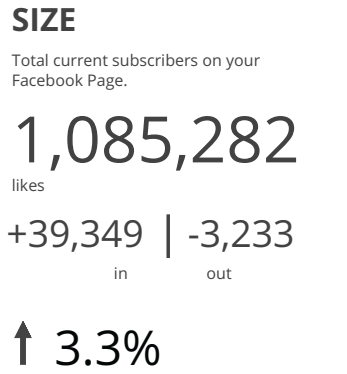 SIZE
Total current subscribers on your
Facebook Page.
1,085,282
likes
+39,349 | -3,233
in out
3.3%